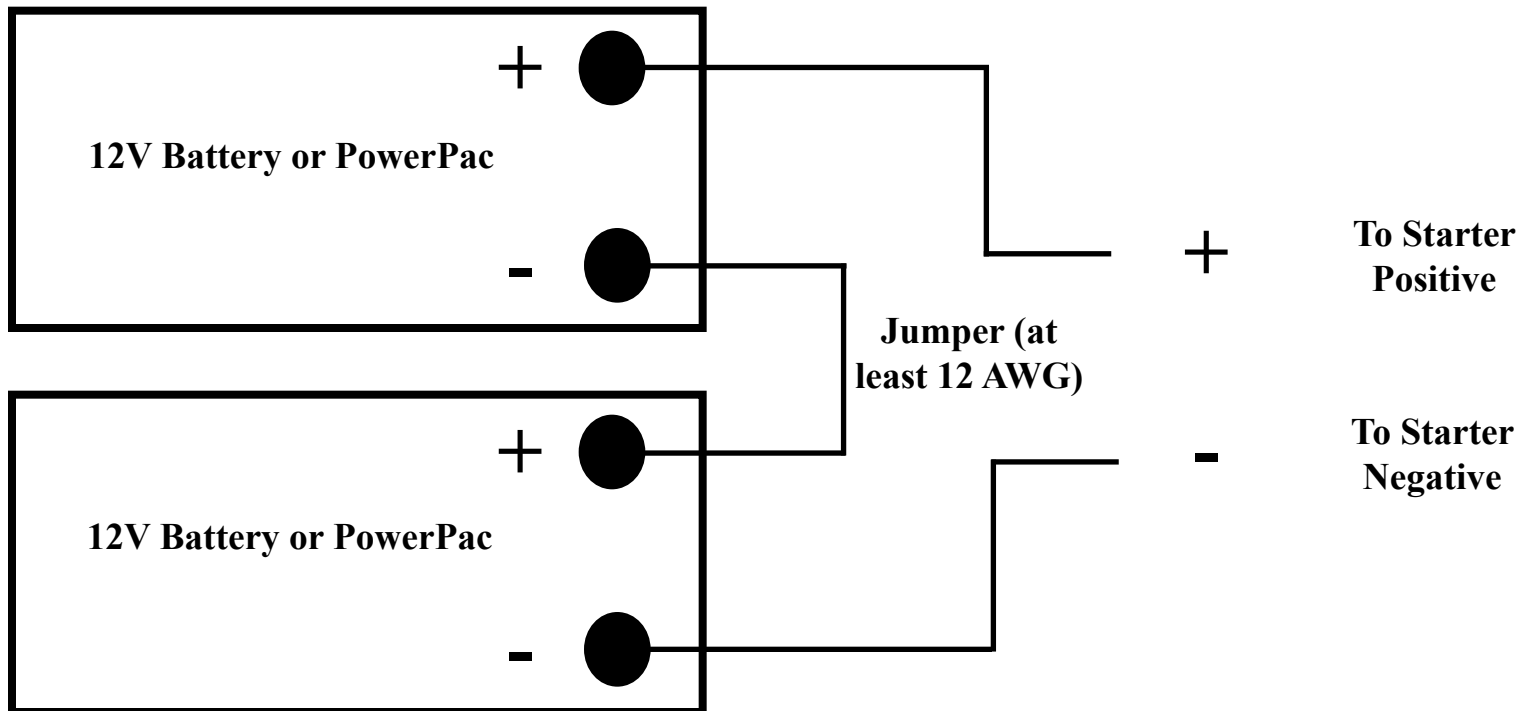 +
12V Battery or PowerPac
-
+
To Starter
Positive
Jumper (at
least 12 AWG)
+
12V Battery or PowerPac
-
-
To Starter
Negative